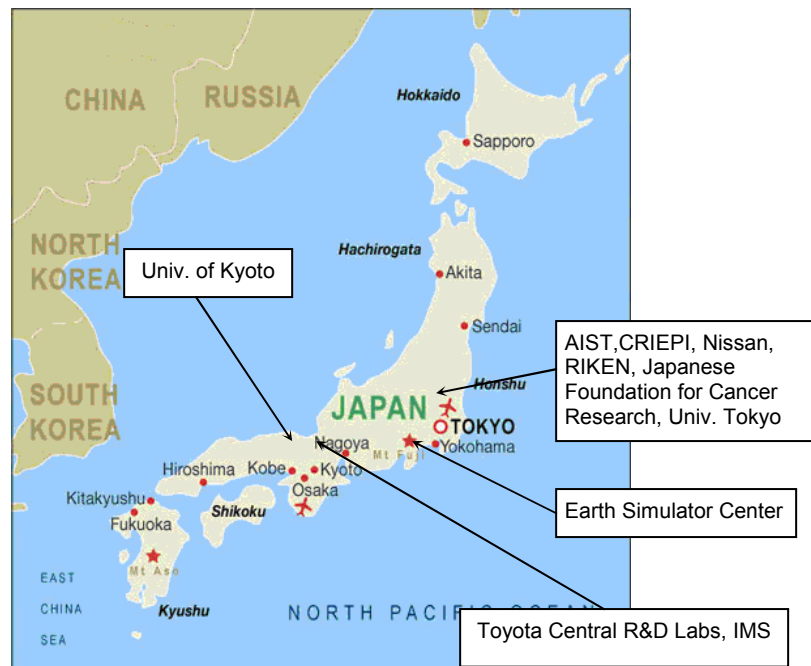 CHINA
RUSSIA
Hokkaido
Sapporo
NORTH
KOREA
Hachirogata
Univ. of Kyoto
Akita
Sendai
AIST,CRIEPI, Nissan,
RIKEN, Japanese
Foundation for Cancer
Research, Univ. Tokyo
SOUTH
KOREA
Honshu
JAPAN
TOKYO
Nagoya
Yokohama
Mt Fuji
Hiroshima
Kobe
Kyoto
Osaka
Kitakyushu
Fukuoka
Shikoku
Earth Simulator Center
Mt Aso
EAST
CHINA
SEA
Kyushu
NORTH PACIFIC OCEAN
Toyota Central R&D Labs, IMS